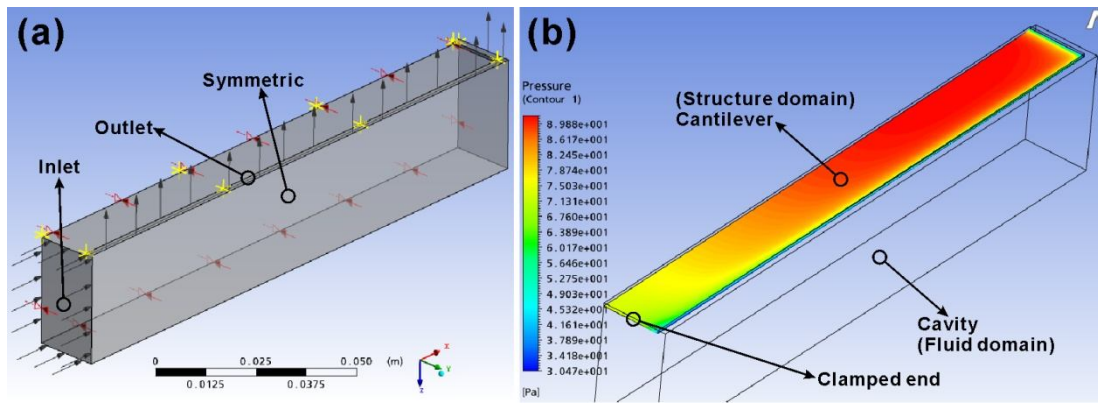 (a)
Symmetric
Outlet
Inlet
0 0.025 0.050 (m)
0.0125 0.0375
x
y
z
(b)
Pressure
(Contour 1)
8.988e+001
8.617e+001
8.245e+001
7.874e+001
7.503e+001
7.131e+001
6.760e+001
6.389e+001
6.017e+001
5.646e+001
5.275e+001
4.903e+001
4.532e+001
4.161e+001
3.789e+001
3.418e+001
3.047e+001
[Pa]
(Structure domain)
Cantilever
Cavity
(Fluid domain)
Clamped end